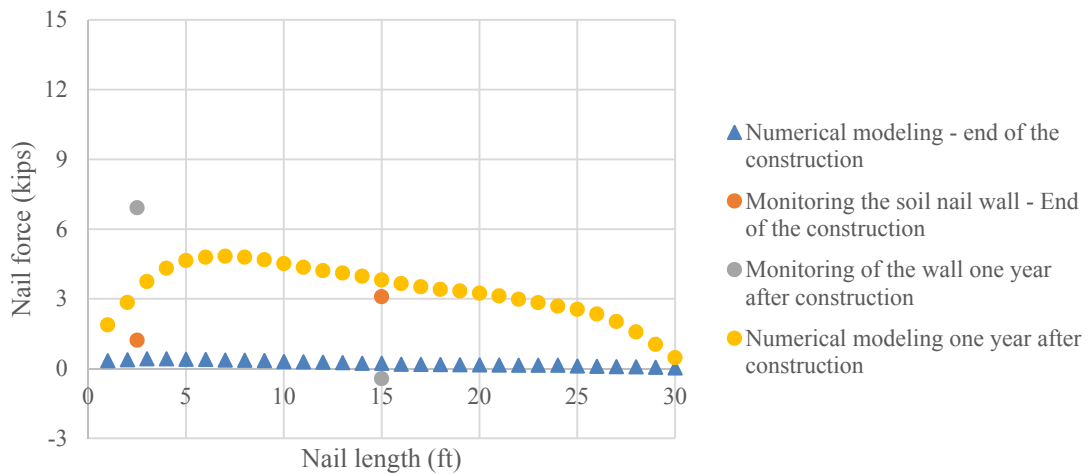 15
12
9
6
3
0
-3
Nail force (kips)
0 5 10 15 20 25 30
Nail length (ft)
Numerical modeling - end of the
construction
Monitoring the soil nail wall - End
of the construction
Monitoring of the wall one year
after construction
Numerical modeling one year after
construction